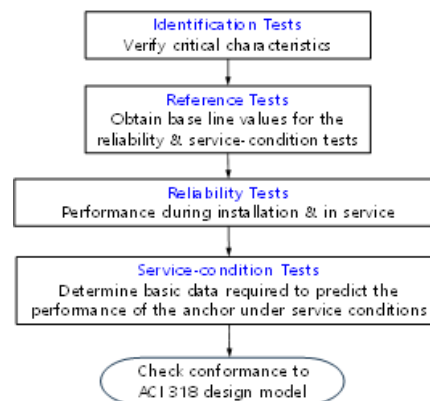 Identification Tests
Verify critical characteristics
Reference Tests
Obtain base line values for the
reliability & service-condition tests
Reliability Tests
Performance during installation & in service
Service-condition Tests
Determine basic data required to predict the
performance of the anchor under service conditions
Check conformance to
ACI 318 design model